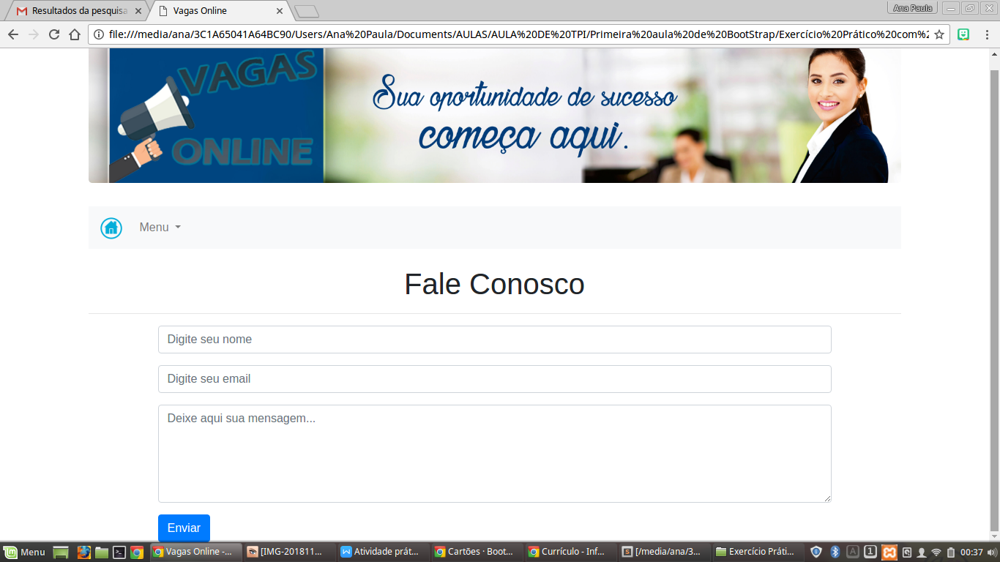 Resultados da pesquisa
Vagas Online
Ana Paula
file:///media/ana/3C1A65041A64BC90/Users/Ana%20Paula/Documents/AULAS/AULA%20DE%20TPI/Primeira%20aula%20de%20BootStrap/Exercício%20Prático%20com%2
VAGAS
ONLINE
Sua oportunidade de sucesso
começa aqui.
Menu
Fale Conosco
Digite seu nome
Digite seu email
Deixe aqui sua mensagem...
Enviar
Menu
Vagas Online -...
[IMG-201811...
Atividade prát...
Cartões · Boot...
Currículo - Inf...
[/media/ana/3...
Exercício Práti...
A
1
00:37